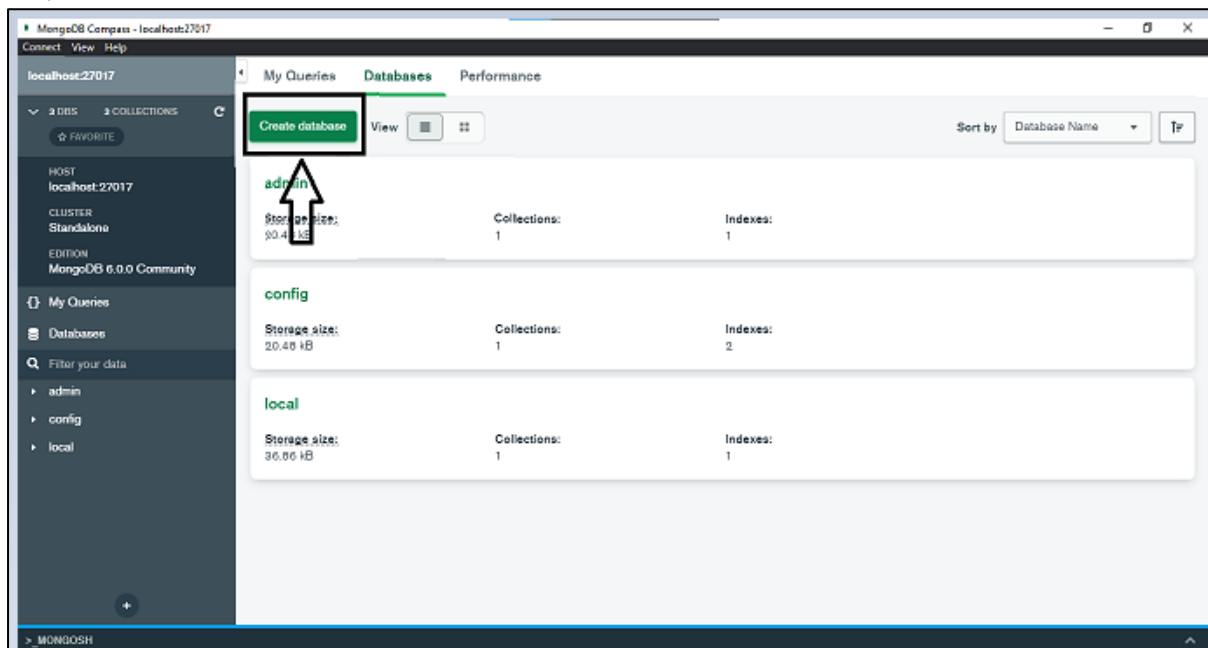 MongoDB Compass - localhost:27017
Connect View Help
localhost:27017
3 DBS 3 COLLECTIONS
FAVORITE
HOST
localhost:27017
CLUSTER
Standalone
EDITION
MongoDB 6.0.0 Community
{} My Queries
Databases
Filter your data
admin
config
local
>_MONGOSH
My Queries Databases Performance
Create database View Sort by Database Name
admin
Storage size: Collections: Indexes:
20.48 kB 1 1
config
Storage size: Collections: Indexes:
20.48 kB 1 2
local
Storage size: Collections: Indexes:
36.86 kB 1 1